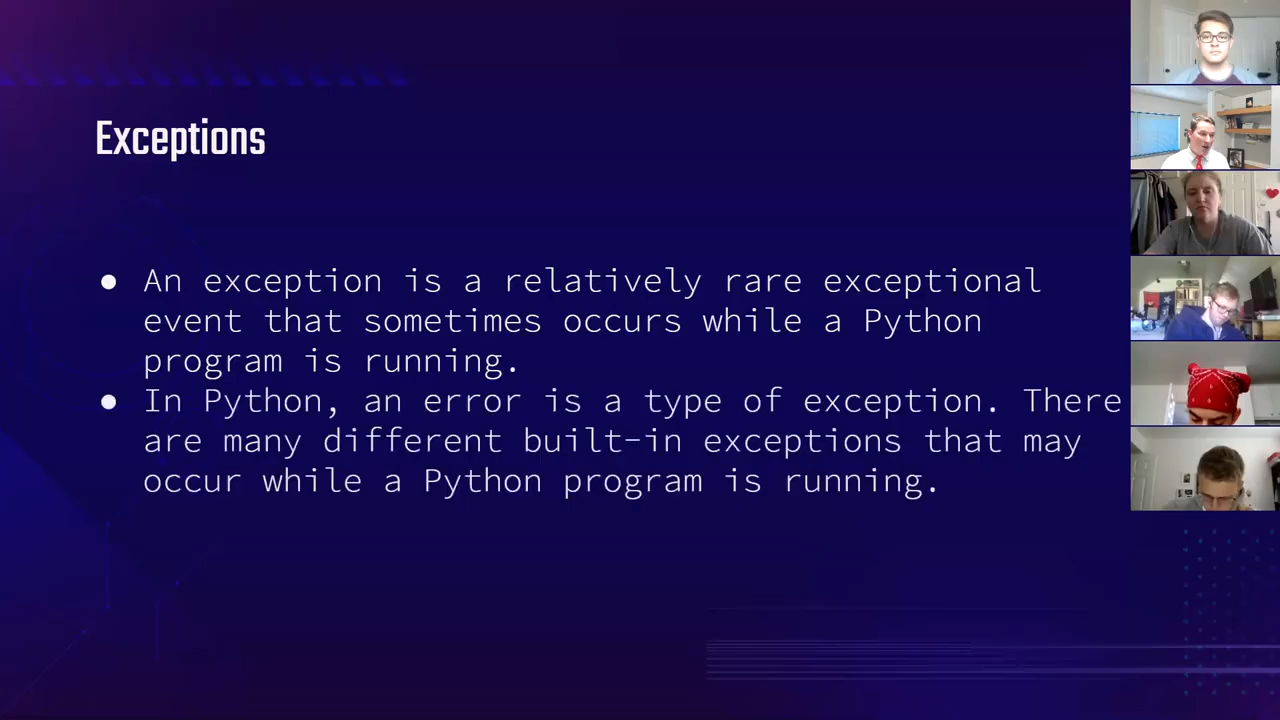 Exceptions
● An exception is a relatively rare exceptional
event that sometimes occurs while a Python
program is running.
● In Python, an error is a type of exception. There
are many different built-in exceptions that may
occur while a Python program is running.